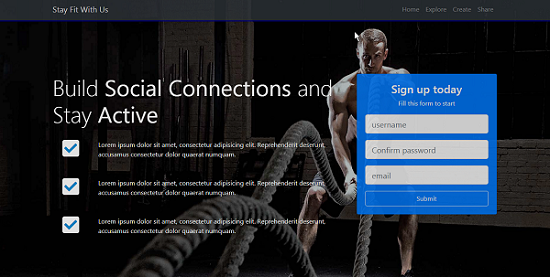 Stay Fit With Us
Home Explore Create Share
Build Social Connections and
Stay Active
Lorem ipsum dolor sit amet, consectetur adipisicing elit. Reprehenderit deserunt,
accusamus consectetur dolor quaerat numquam.
Lorem ipsum dolor sit amet, consectetur adipisicing elit. Reprehenderit deserunt,
accusamus consectetur dolor quaerat numquam.
Lorem ipsum dolor sit amet, consectetur adipisicing elit. Reprehenderit deserunt,
accusamus consectetur dolor quaerat numquam.
Sign up today
Fill this form to start
username
Confirm password
email
Submit